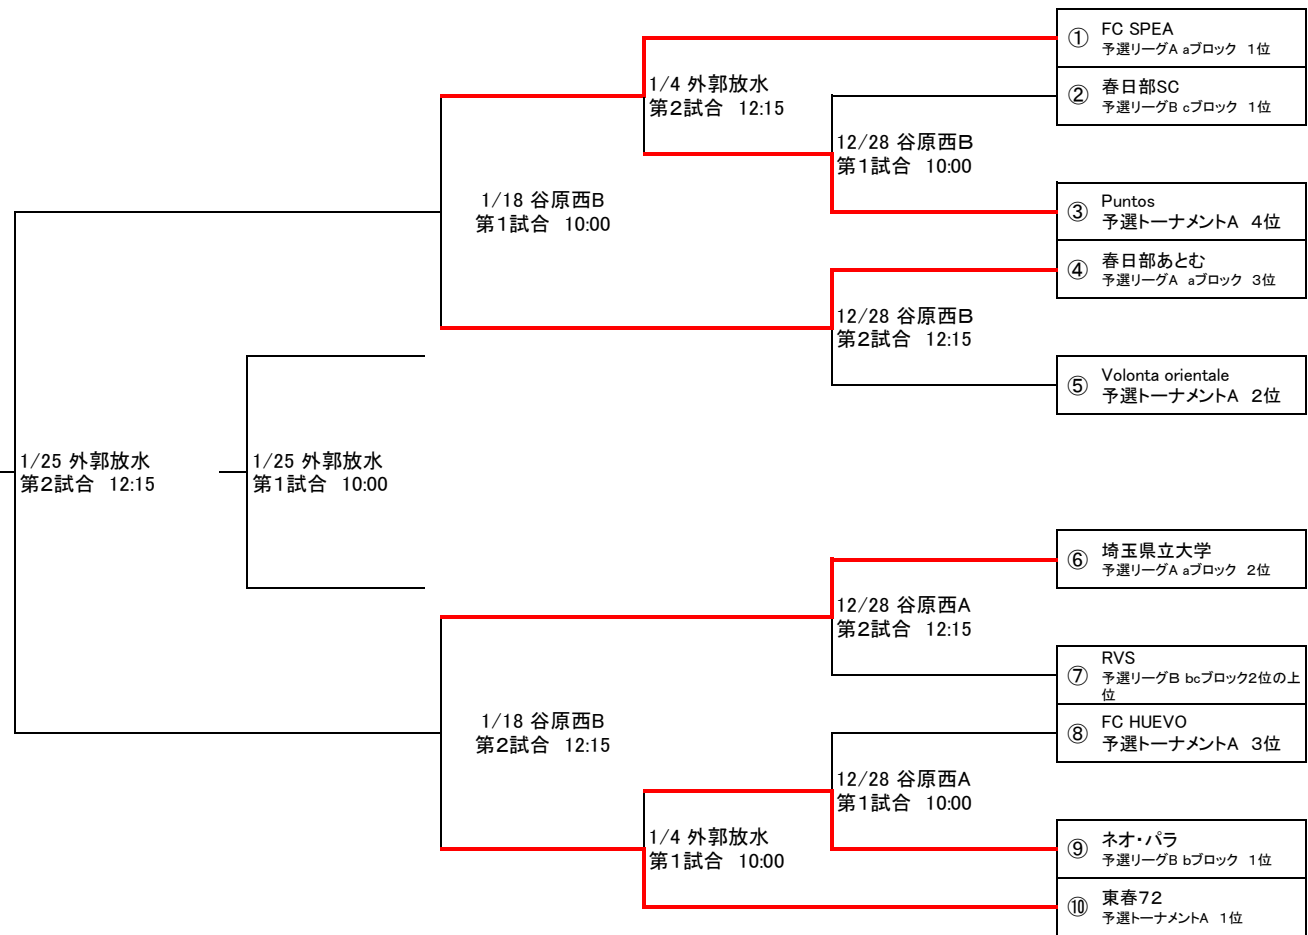 ① FC SPEA
予選リーグA aブロック 1位
1/4 外郭放水
第2試合 12:15
② 春日部SC
予選リーグB cブロック 1位
12/28 谷原西B
第1試合 10:00
1/18 谷原西B
第1試合 10:00
③ Puntos
予選トーナメントA 4位
④ 春日部あとむ
予選リーグA aブロック 3位
12/28 谷原西B
第2試合 12:15
⑤ Volonta orientale
予選トーナメントA 2位
1/25 外郭放水
第2試合 12:15
1/25 外郭放水
第1試合 10:00
⑥ 埼玉県立大学
予選リーグA aブロック 2位
12/28 谷原西A
第2試合 12:15
⑦ RVS
予選リーグB bcブロック2位の上
位
1/18 谷原西B
第2試合 12:15
⑧ FC HUEVO
予選トーナメントA 3位
12/28 谷原西A
第1試合 10:00
1/4 外郭放水
第1試合 10:00
⑨ ネオ・パラ
予選リーグB bブロック 1位
⑩ 東春72
予選トーナメントA 1位